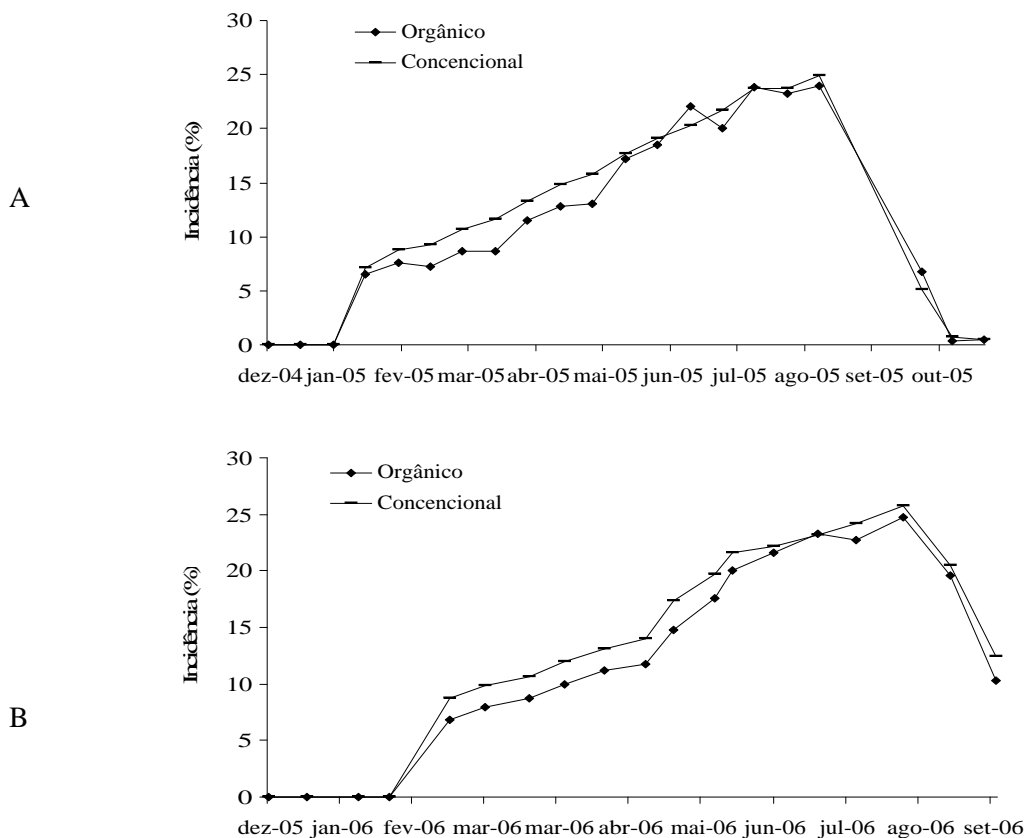 30
Orgânico
Concencional
25
20
15
10
5
0
Incidência (%)
A
dez-04 jan-05 fev-05 mar-05 abr-05 mai-05 jun-05 jul-05 ago-05 set-05 out-05
30
Orgânico
Concencional
25
20
15
10
5
0
Incidência (%)
B
dez-05 jan-06 fev-06 mar-06 mar-06 abr-06 mai-06 jun-06 jul-06 ago-06 set-06